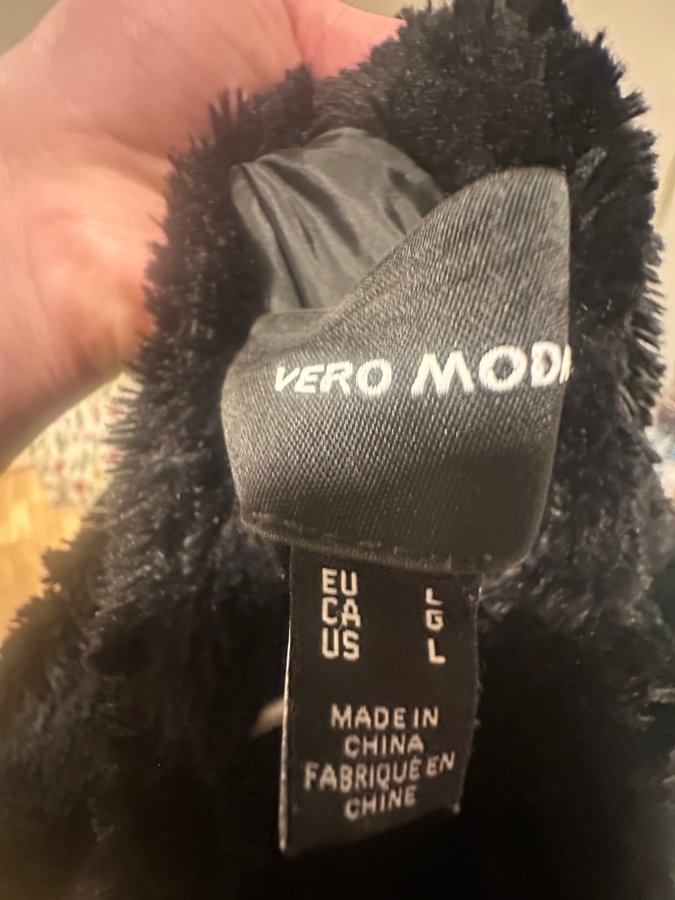 VERO MOD
EU L
CA G
US L
MADE IN
CHINA
FABRIQUÉ EN
CHINE